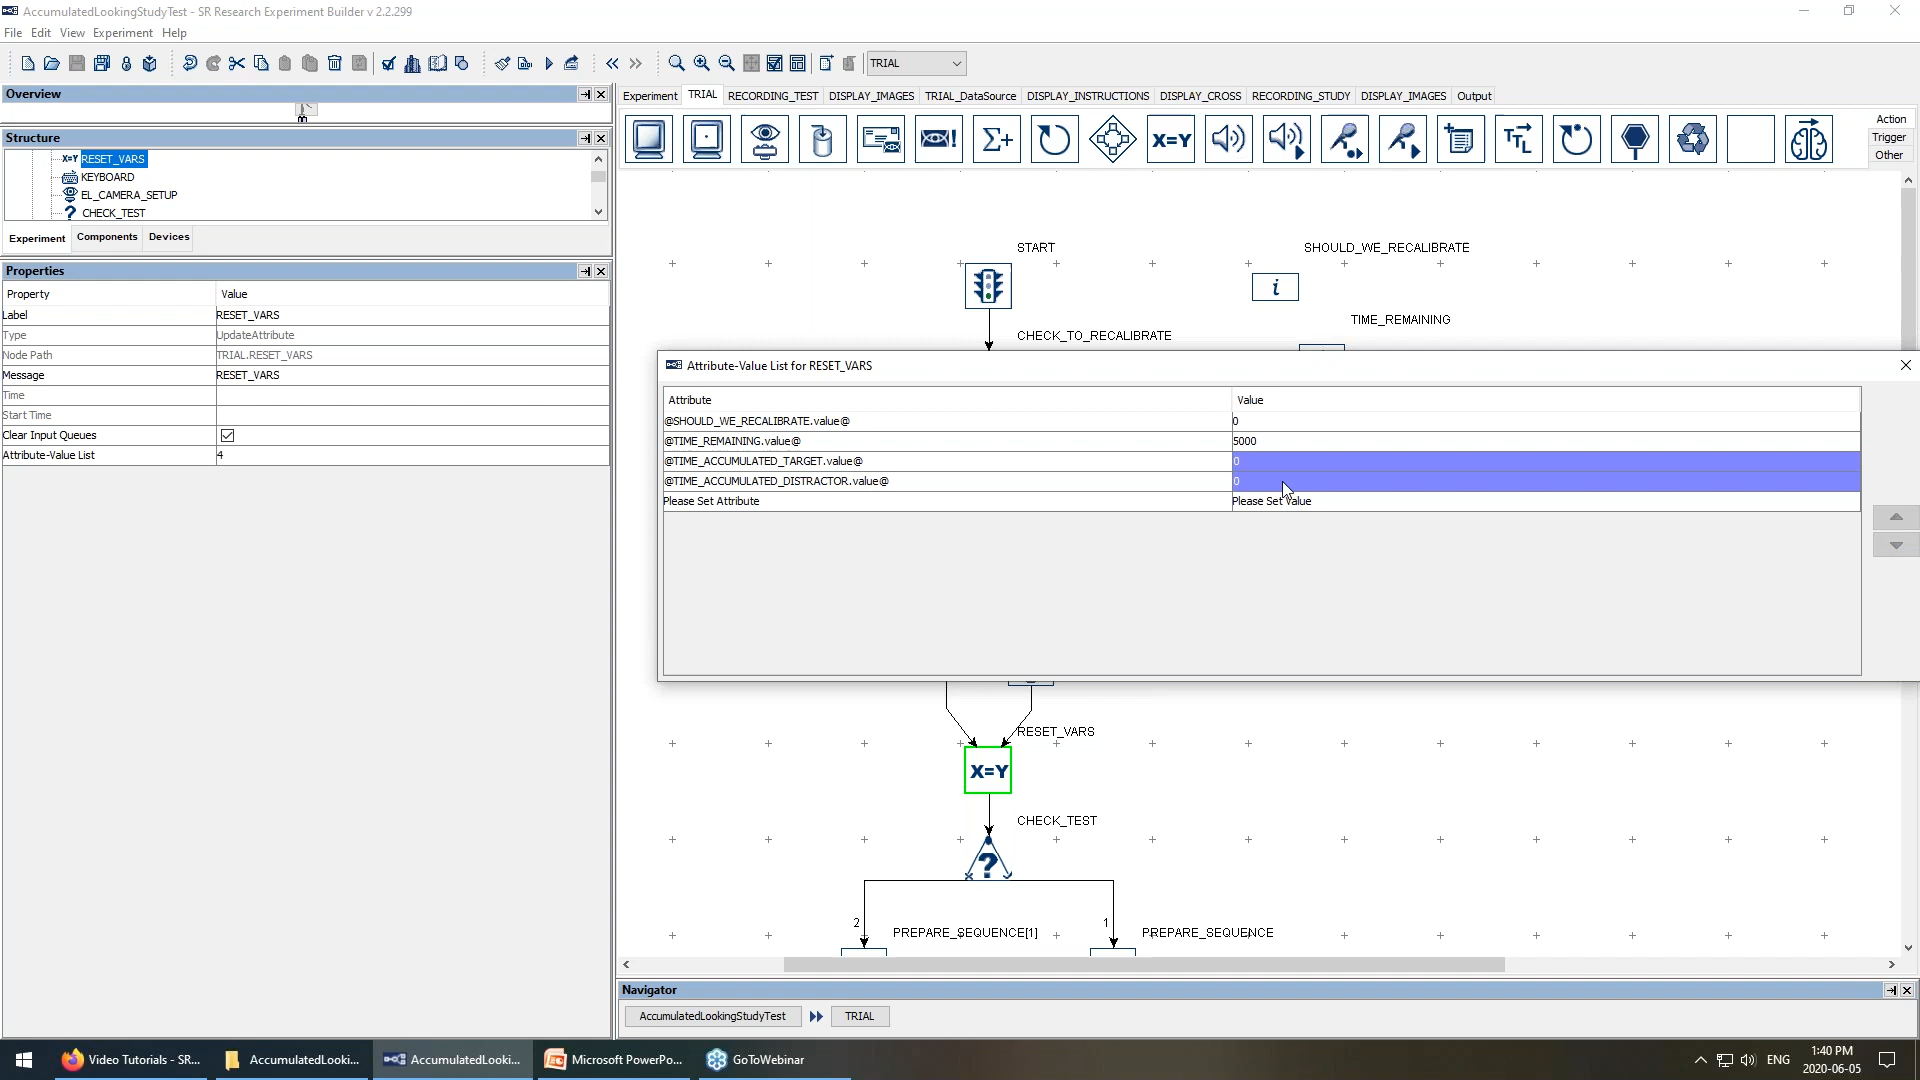 AccumulatedLookingStudyTest - SR Research Experiment Builder v 2.2.299
File Edit View Experiment Help
TRIAL
Overview
Structure
X=Y RESET_VARS
KEYBOARD
EL_CAMERA_SETUP
? CHECK_TEST
Experiment Components Devices
Properties
Property Value
Label RESET_VARS
Type UpdateAttribute
Node Path TRIAL.RESET_VARS
Message RESET_VARS
Time
Start Time
Clear Input Queues
Attribute-Value List 4
Experiment TRIAL RECORDING_TEST DISPLAY_IMAGES TRIAL_DataSource DISPLAY_INSTRUCTIONS DISPLAY_CROSS RECORDING_STUDY DISPLAY_IMAGES Output
X=Y
TTL
Action
Trigger
Other
START
SHOULD_WE_RECALIBRATE
i
TIME_REMAINING
CHECK_TO_RECALIBRATE
Attribute-Value List for RESET_VARS
Attribute Value
@SHOULD_WE_RECALIBRATE.value@ 0
@TIME_REMAINING.value@ 5000
@TIME_ACCUMULATED_TARGET.value@ 0
@TIME_ACCUMULATED_DISTRACTOR.value@ 0
Please Set Attribute Please Set Value
RESET_VARS
X=Y
CHECK_TEST
?
2 1
PREPARE_SEQUENCE[1] PREPARE_SEQUENCE
Navigator
AccumulatedLookingStudyTest TRIAL
Video Tutorials - SR... AccumulatedLooki... AccumulatedLooki... Microsoft PowerPo... GoToWebinar
ENG
1:40 PM
2020-06-05